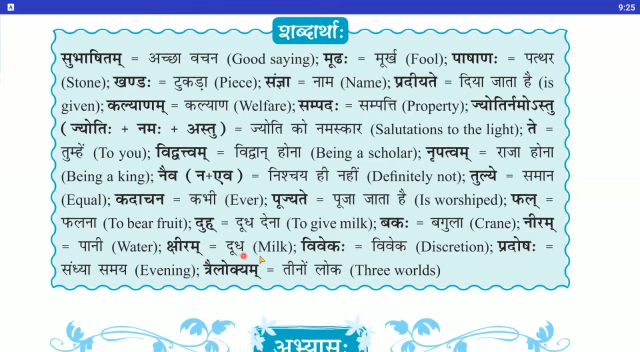 9:25
शब्दार्थाः
सुभाषितम् = अच्छा वचन (Good saying); मूढः = मूर्ख (Fool); पाषाणः = पत्थर
(Stone); खण्डः = टुकड़ा (Piece); संज्ञा = नाम (Name); प्रदीयते = दिया जाता है (is
given); कल्याणम् = कल्याण (Welfare); सम्पदः = सम्पत्ति (Property); ज्योतिर्नमोऽस्तु
(ज्योतिः + नमः + अस्तु) = ज्योति को नमस्कार (Salutations to the light); ते =
तुम्हें (To you); विद्वत्त्वम् = विद्वान् होना (Being a scholar); नृपत्वम् = राजा होना
(Being a king); नैव (न+एव) = निश्चय ही नहीं (Definitely not); तुल्ये = समान
(Equal); कदाचन = कभी (Ever); पूज्यते = पूजा जाता है (Is worshiped); फल् =
फलना (To bear fruit); दुह् = दूध देना (To give milk); बकः = बगुला (Crane); नीरम्
= पानी (Water); क्षीरम् = दूध (Milk); विवेकः = विवेक (Discretion); प्रदोषः =
संध्या समय (Evening); त्रैलोक्यम् = तीनों लोक (Three worlds)
अभ्यासः